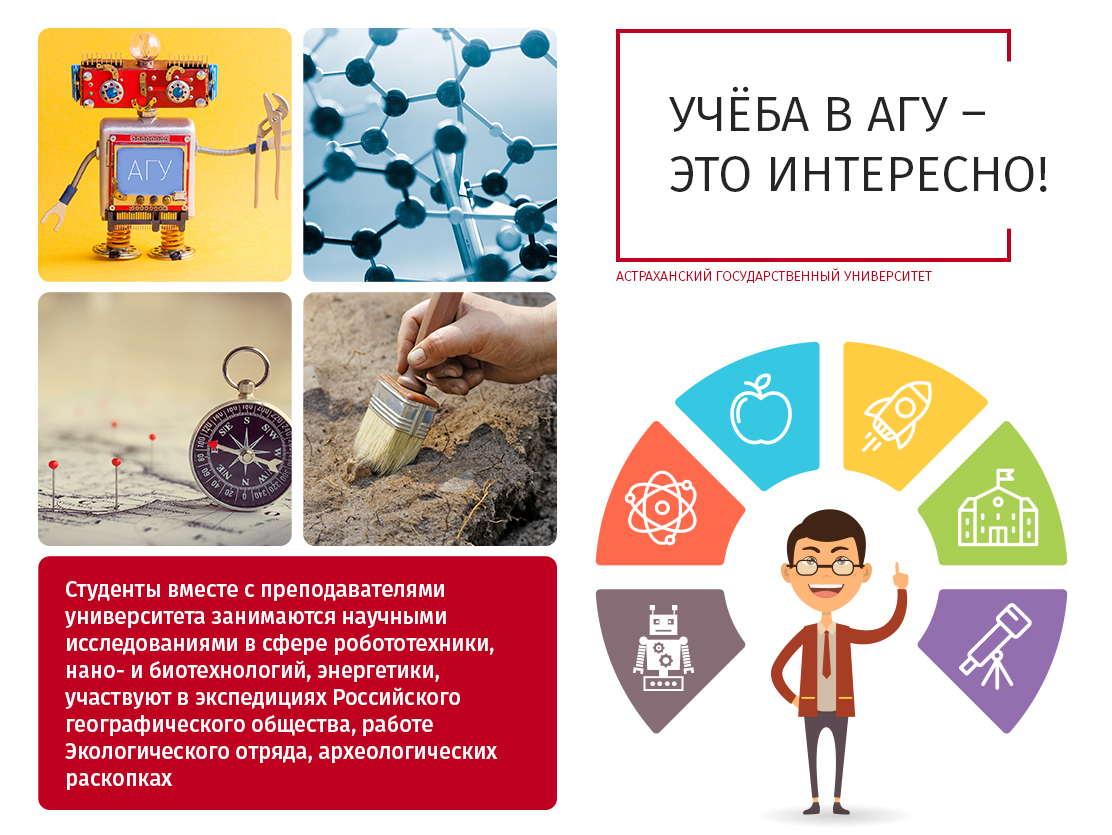 АГУ
УЧЁБА В АГУ –
ЭТО ИНТЕРЕСНО!
АСТРАХАНСКИЙ ГОСУДАРСТВЕННЫЙ УНИВЕРСИТЕТ
Студенты вместе с преподавателями
университета занимаются научными
исследованиями в сфере робототехники,
нано- и биотехнологий, энергетики,
участвуют в экспедициях Российского
географического общества, работе
Экологического отряда, археологических
раскопках